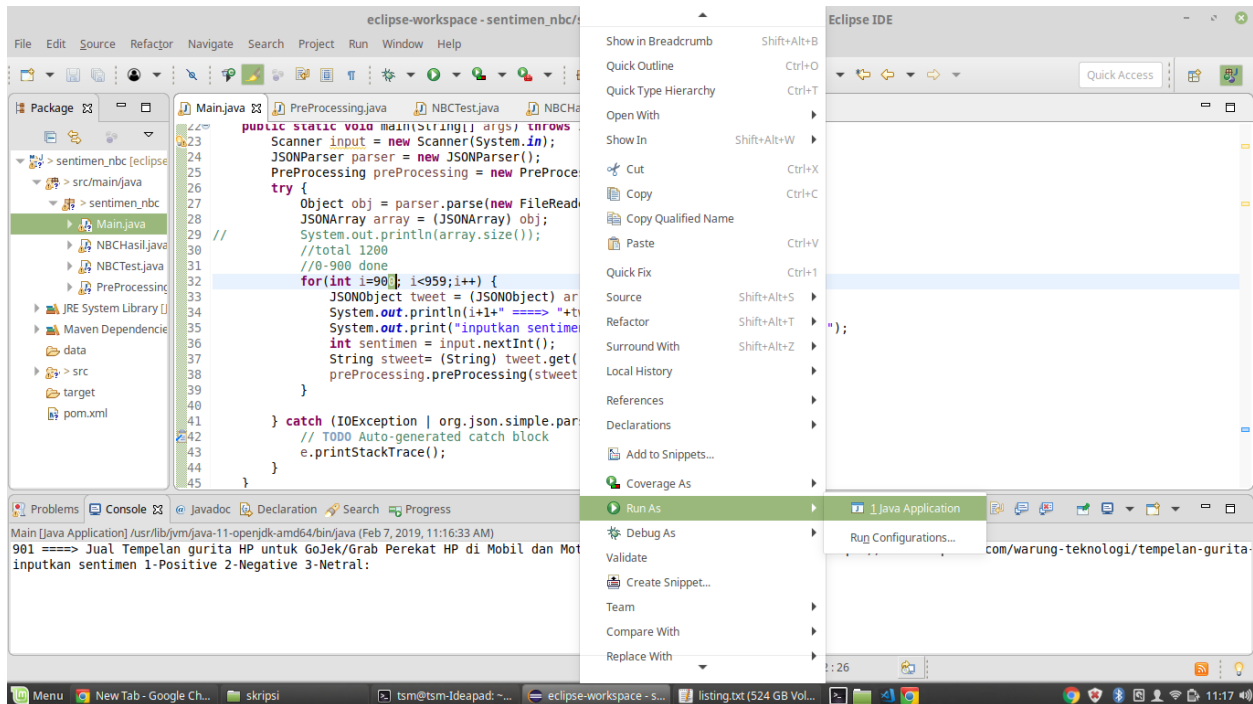 eclipse-workspace - sentimen_nbc/s
Eclipse IDE
File Edit Source Refactor Navigate Search Project Run Window Help
Quick Access
Package
Main.java
PreProcessing.java
NBCTest.java
NBCHa
> sentimen_nbc [eclipse
> src/main/java
> sentimen_nbc
Main.java
NBCHasil.java
NBCTest.java
PreProcessing
JRE System Library [
Maven Dependencie
data
> src
target
pom.xml
22 public static void main(String[] args) throws
23 Scanner input = new Scanner(System.in);
24 JSONParser parser = new JSONParser();
25 PreProcessing preProcessing = new PreProce
26 try {
27 Object obj = parser.parse(new FileReade
28 JSONArray array = (JSONArray) obj;
29 // System.out.println(array.size());
30 //total 1200
31 //0-900 done
32 for(int i=900; i<959;i++) {
33 JSONObject tweet = (JSONObject) ar
34 System.out.println(i+1+" ====> "+tw
35 System.out.print("inputkan sentimen ");
36 int sentimen = input.nextInt();
37 String stweet= (String) tweet.get(
38 preProcessing.preProcessing(stweet
39 }
40
41 } catch (IOException | org.json.simple.pars
42 // TODO Auto-generated catch block
43 e.printStackTrace();
44 }
45 }
Show in Breadcrumb Shift+Alt+B
Quick Outline Ctrl+O
Quick Type Hierarchy Ctrl+T
Open With
Show In Shift+Alt+W
Cut Ctrl+X
Copy Ctrl+C
Copy Qualified Name
Paste Ctrl+V
Quick Fix Ctrl+1
Source Shift+Alt+S
Refactor Shift+Alt+T
Surround With Shift+Alt+Z
Local History
References
Declarations
Add to Snippets...
Coverage As
Run As
Debug As
Validate
Create Snippet...
Team
Compare With
Replace With
1 Java Application
Run Configurations...
Problems Console @ Javadoc Declaration Search Progress
Main [Java Application] /usr/lib/jvm/java-11-openjdk-amd64/bin/java (Feb 7, 2019, 11:16:33 AM)
901 ====> Jual Tempelan gurita HP untuk GoJek/Grab Perekat HP di Mobil dan Mot com/warung-teknologi/tempelan-gurita-
inputkan sentimen 1-Positive 2-Negative 3-Netral:
: 26
Menu
New Tab - Google Ch...
skripsi
tsm@tsm-Ideapad: ~...
eclipse-workspace - s...
listing.txt (524 GB Vol...
11:17